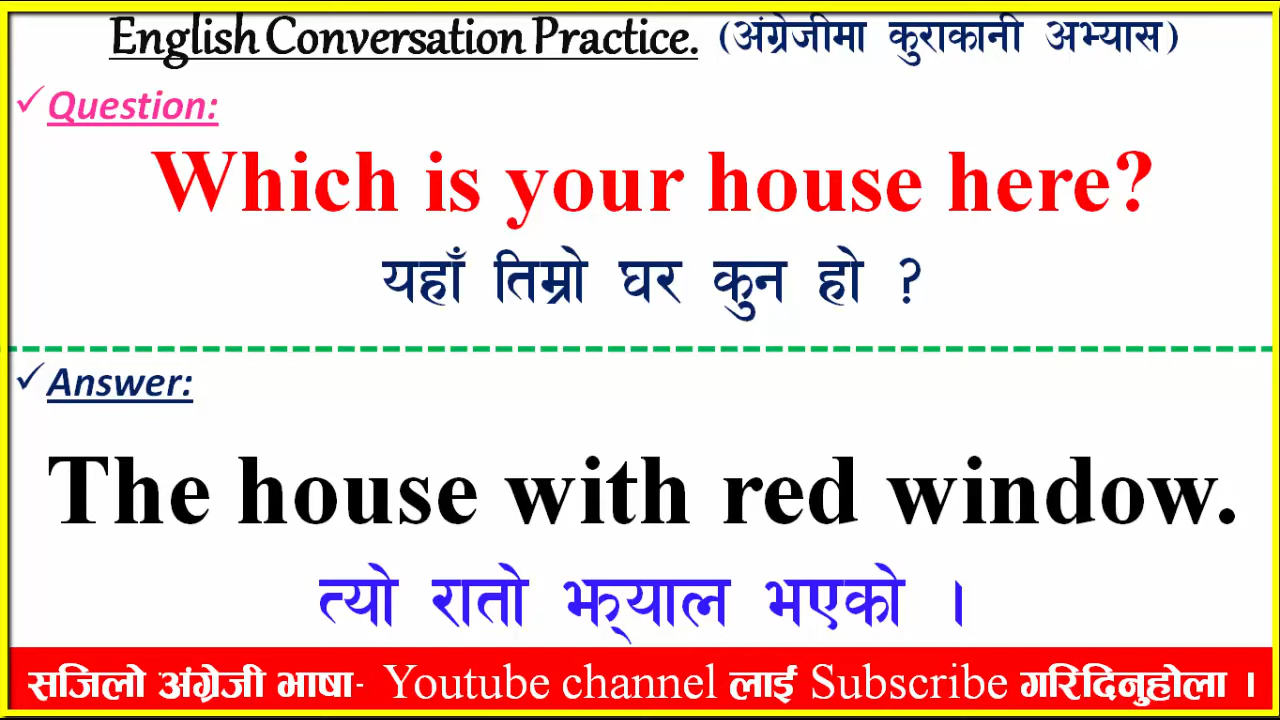 English Conversation Practice. (अंग्रेजीमा कुराकानी अभ्यास)
Question:
Which is your house here?
यहाँ तिम्रो घर कुन हो ?
Answer:
The house with red window.
त्यो रातो झ्याल भएको ।
सजिलो अंग्रेजी भाषा- Youtube channel लाई Subscribe गरिदिनुहोला ।